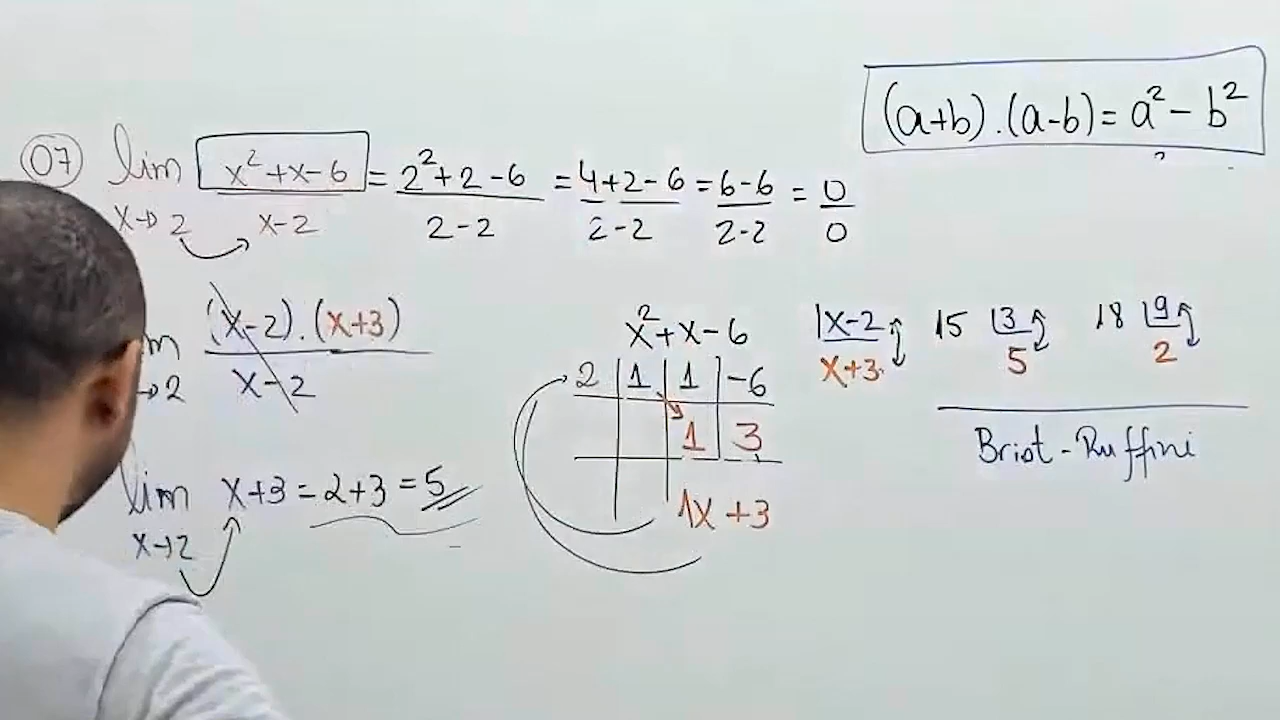 (a+b).(a-b)=a²-b²
07 lim x→2 x²+x-6 / x-2 = 2²+2-6 / 2-2 = 4+2-6 / 2-2 = 6-6 / 2-2 = 0/0
m →2 (x-2).(x+3) / x-2
x²+x-6 |x-2
x+3
15 |3
5
18 |9
2
2 | 1 | 1 | -6
1 | 3
1x +3
Briot-Ruffini
lim x→2 x+3 = 2+3 = 5